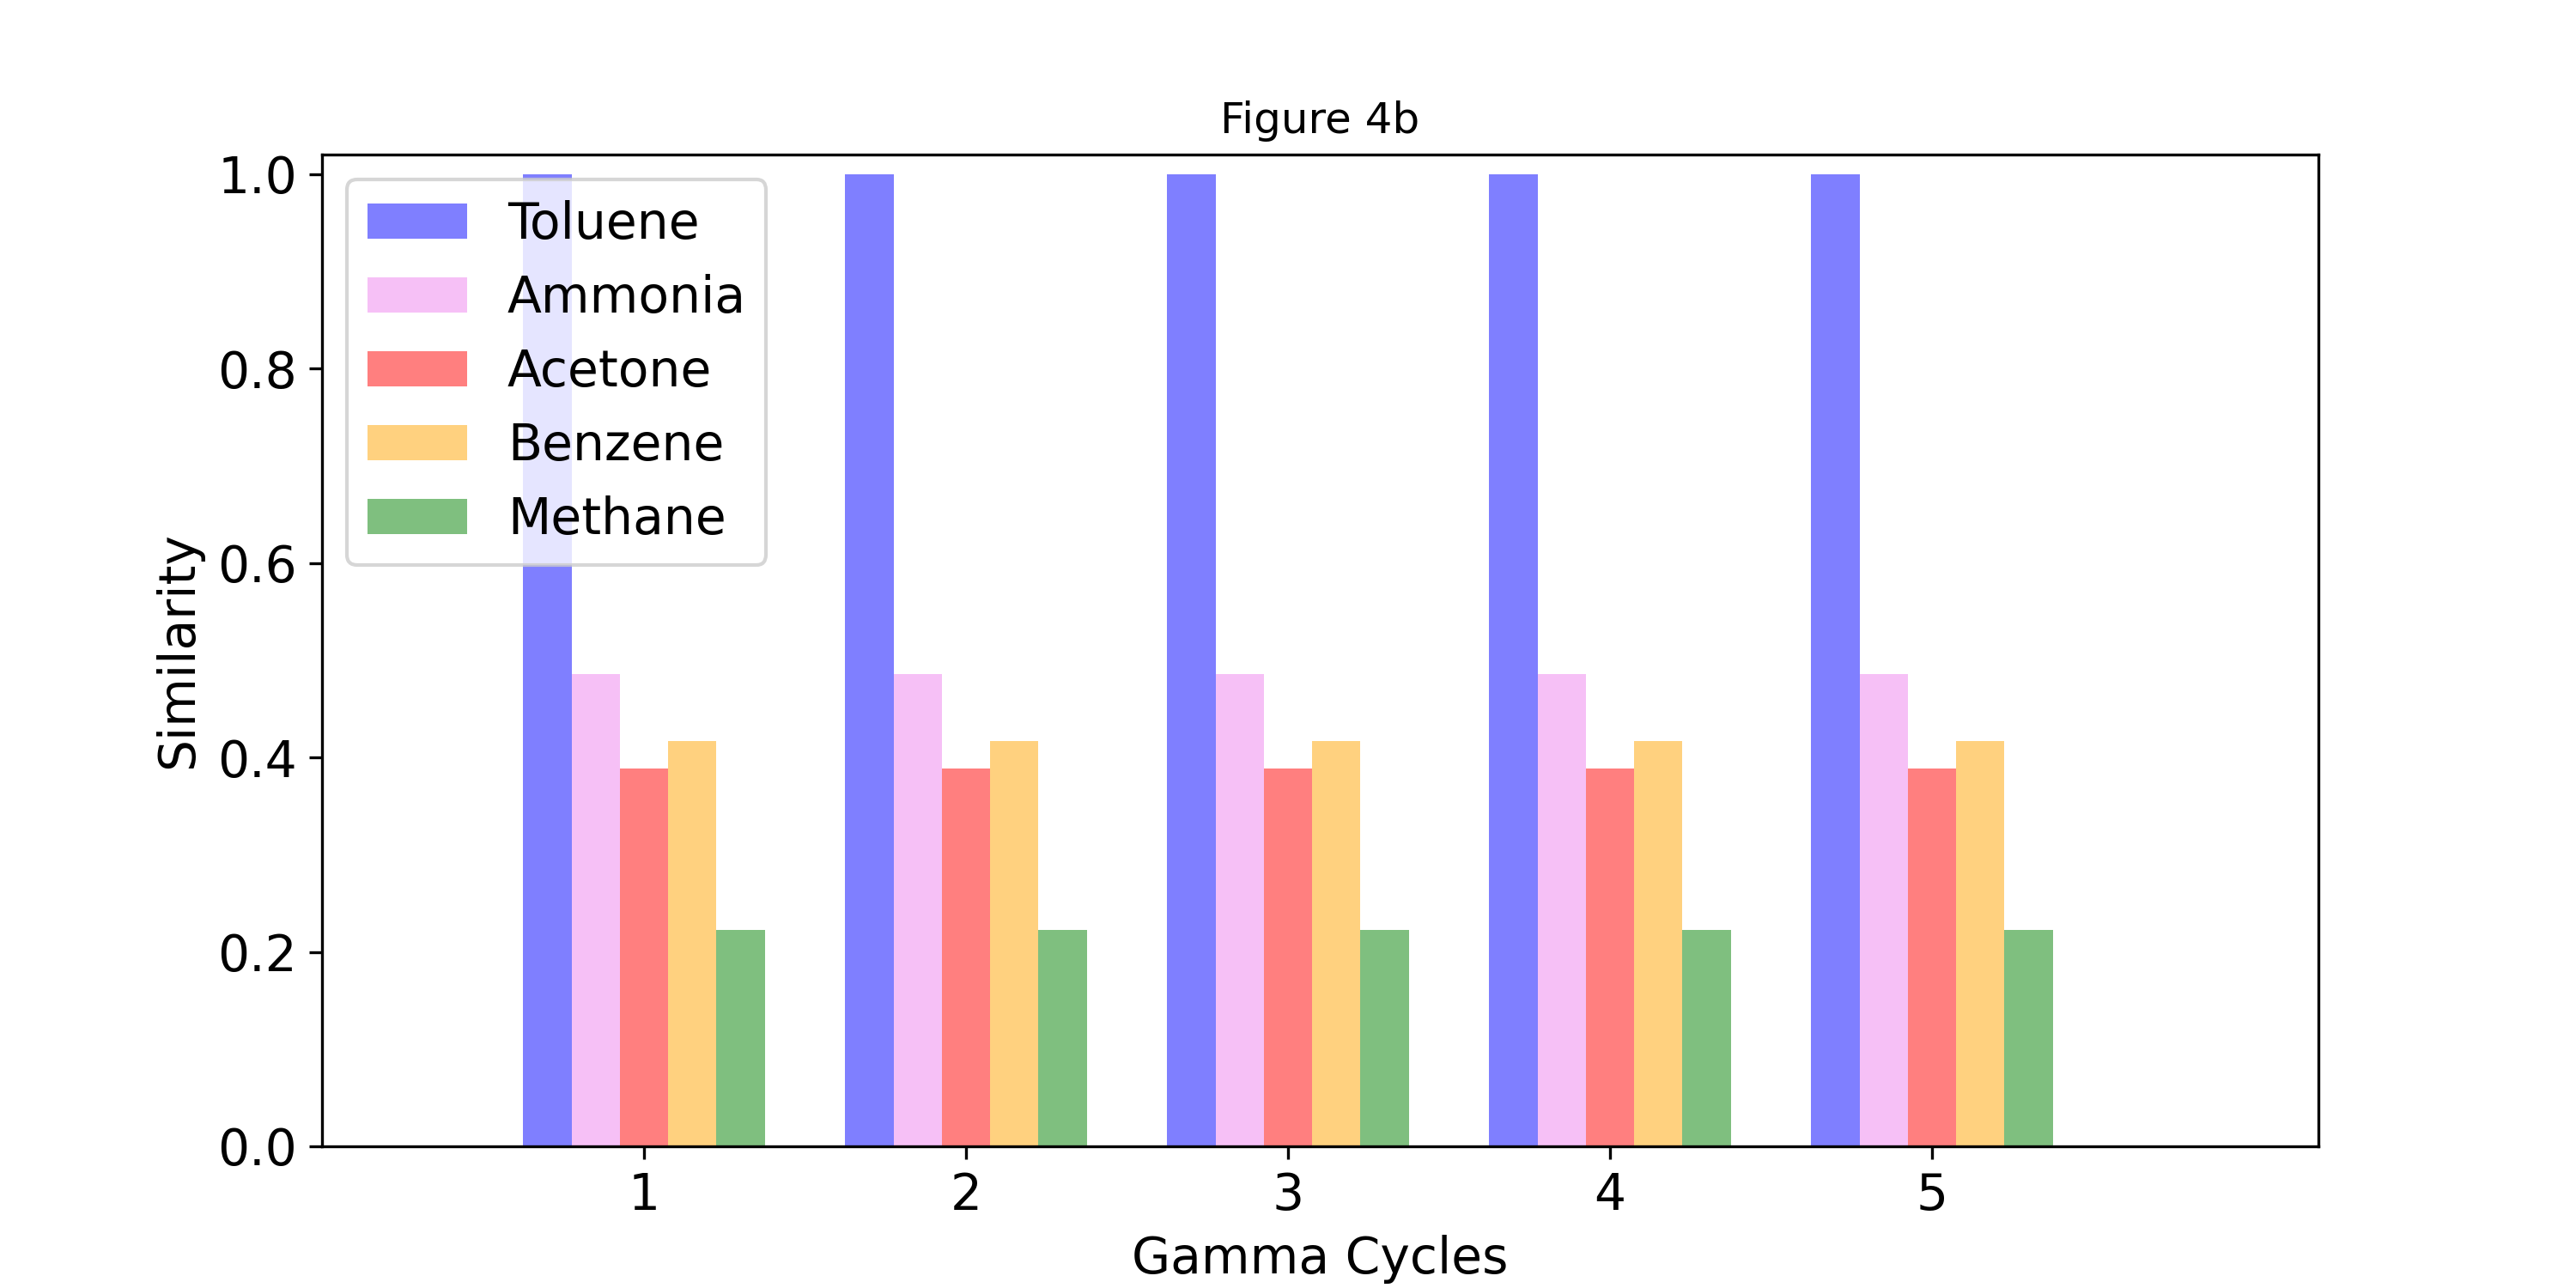 Figure 4b
1.0
0.8
0.6
0.4
0.2
0.0
Similarity
Toluene
Ammonia
Acetone
Benzene
Methane
1 2 3 4 5
Gamma Cycles